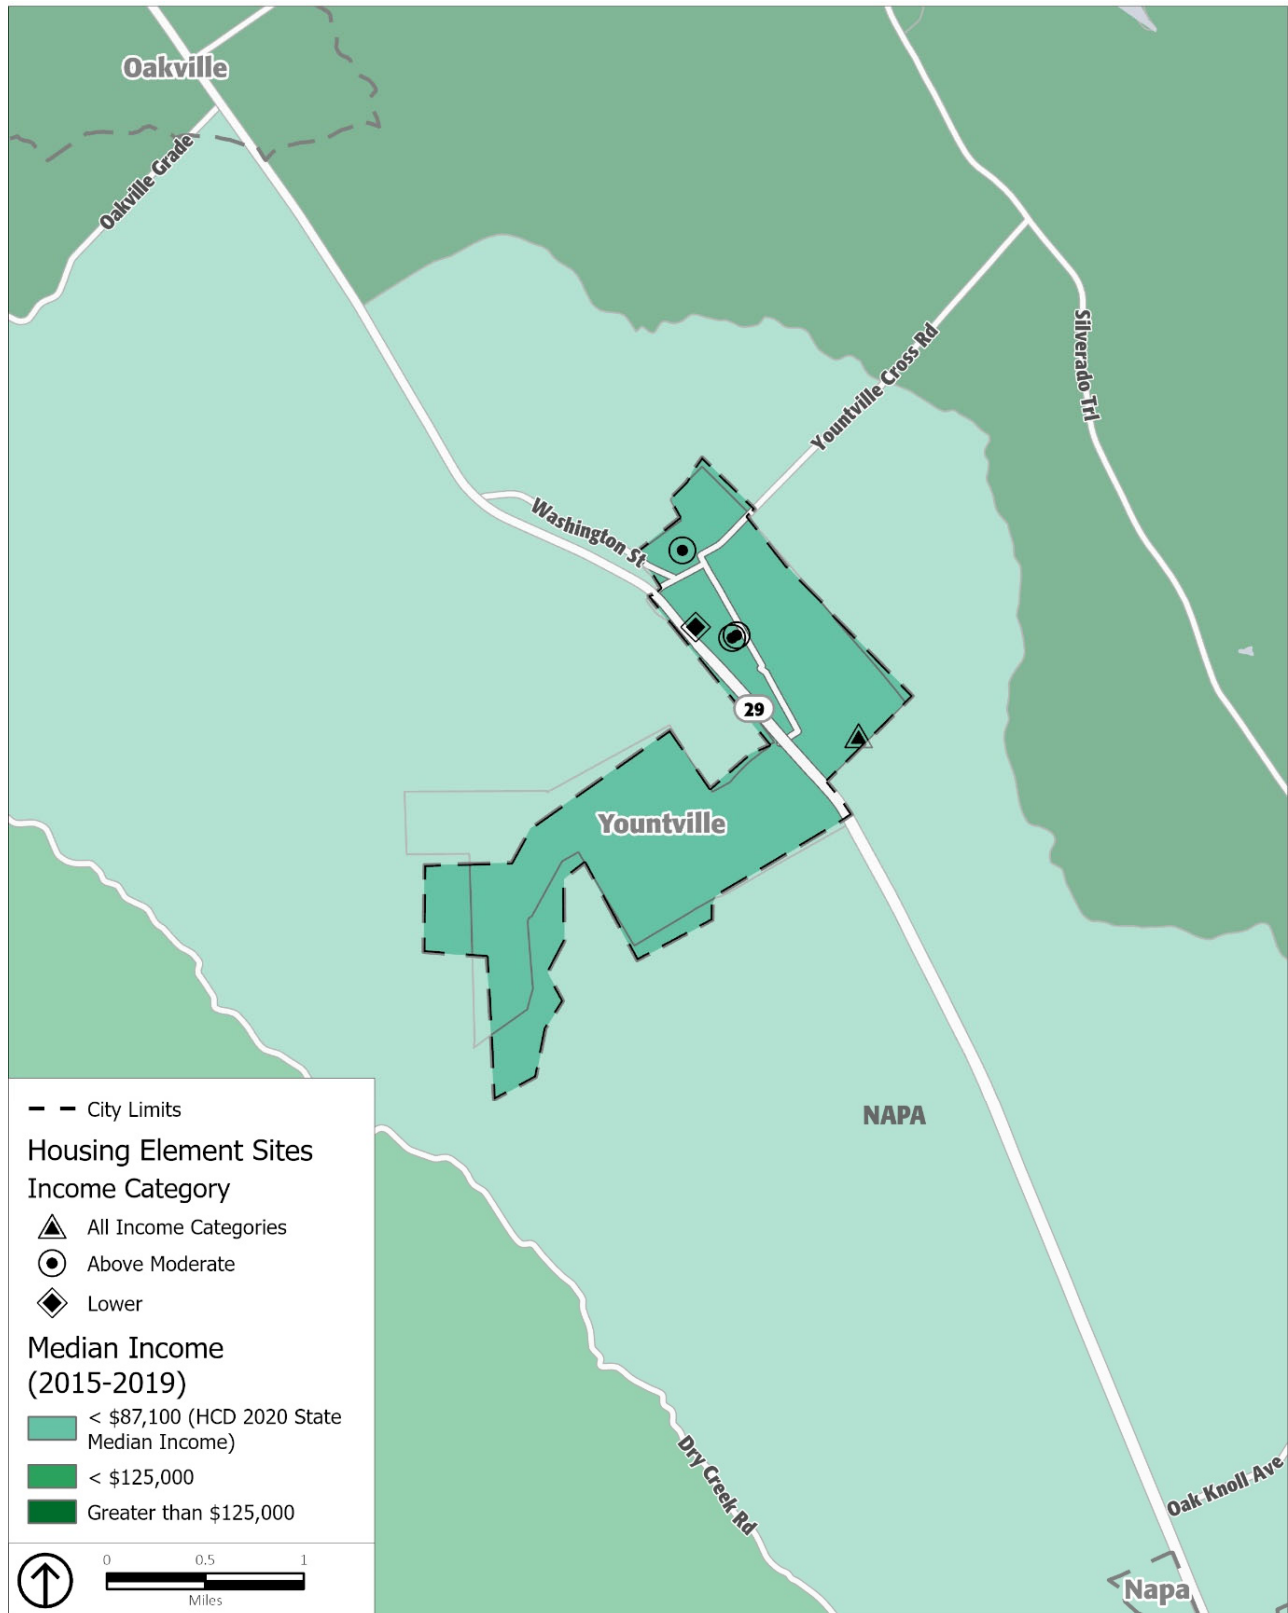 Oakville
Oakville Grade
Silverado Trl
Yountville Cross Rd
Washington St
29
Yountville
NAPA
City Limits
Housing Element Sites
Income Category
All Income Categories
Above Moderate
Lower
Median Income
(2015-2019)
< $87,100 (HCD 2020 State
Median Income)
< $125,000
Greater than $125,000
0 0.5 1
Miles
Dry Creek Rd
Oak Knoll Ave
Napa